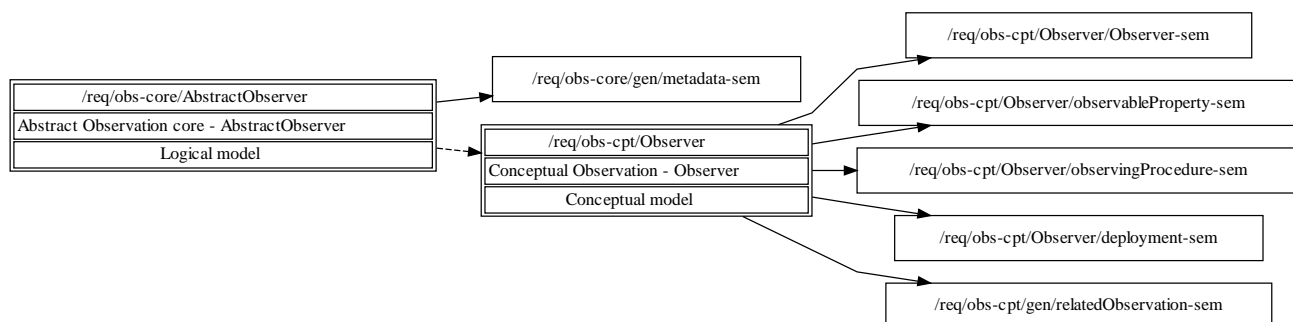 /req/obs-core/AbstractObserver
Abstract Observation core - AbstractObserver
Logical model
/req/obs-core/gen/metadata-sem
/req/obs-cpt/Observer
Conceptual Observation - Observer
Conceptual model
/req/obs-cpt/Observer/Observer-sem
/req/obs-cpt/Observer/observableProperty-sem
/req/obs-cpt/Observer/observingProcedure-sem
/req/obs-cpt/Observer/deployment-sem
/req/obs-cpt/gen/relatedObservation-sem